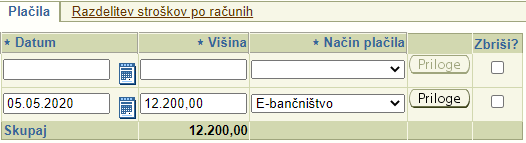 Plačila Razdelitev stroškov po računih
* Datum * Višina * Način plačila Zbriši?
Priloge
05.05.2020 12.200,00 E-bančništvo Priloge
Skupaj 12.200,00